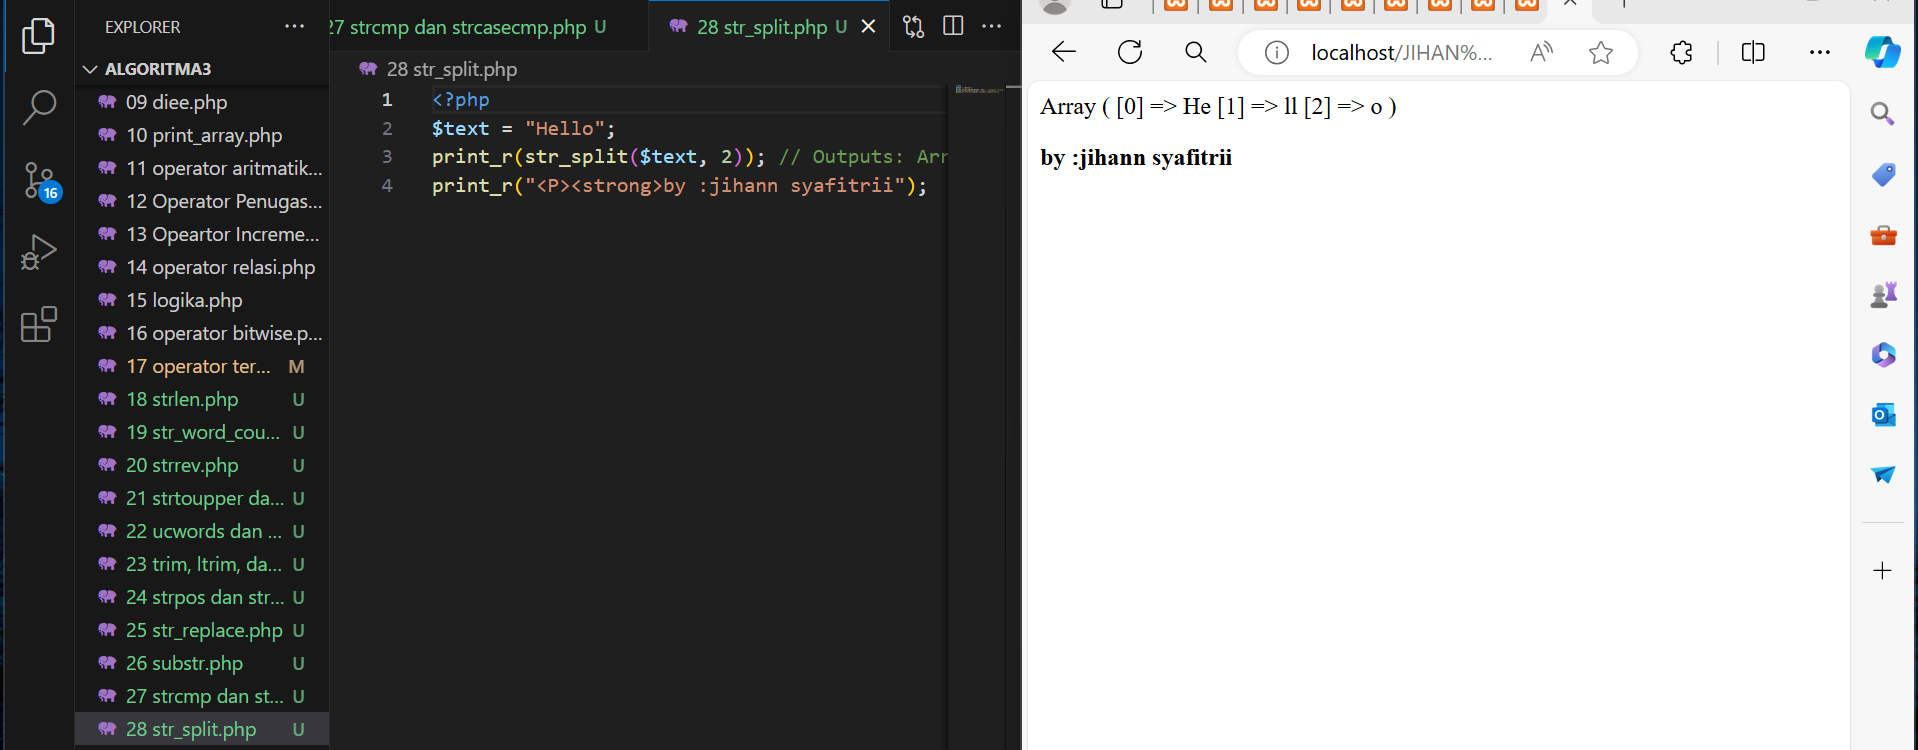 EXPLORER
ALGORITMA3
09 diee.php
10 print_array.php
11 operator aritmatik...
12 Operator Penugas...
13 Opeartor Increme...
14 operator relasi.php
15 logika.php
16 operator bitwise.p...
17 operator ter... M
18 strlen.php U
19 str_word_cou... U
20 strrev.php U
21 strtoupper da... U
22 ucwords dan ... U
23 trim, ltrim, da... U
24 strpos dan str... U
25 str_replace.php U
26 substr.php U
27 strcmp dan st... U
28 str_split.php U
16
27 strcmp dan strcasecmp.php U
28 str_split.php U
28 str_split.php
1 <?php
2 $text = "Hello";
3 print_r(str_split($text, 2)); // Outputs: Arr
4 print_r("<P><strong>by :jihann syafitrii");
localhost/JIHAN%...
Array ( [0] => He [1] => ll [2] => o )
by :jihann syafitrii